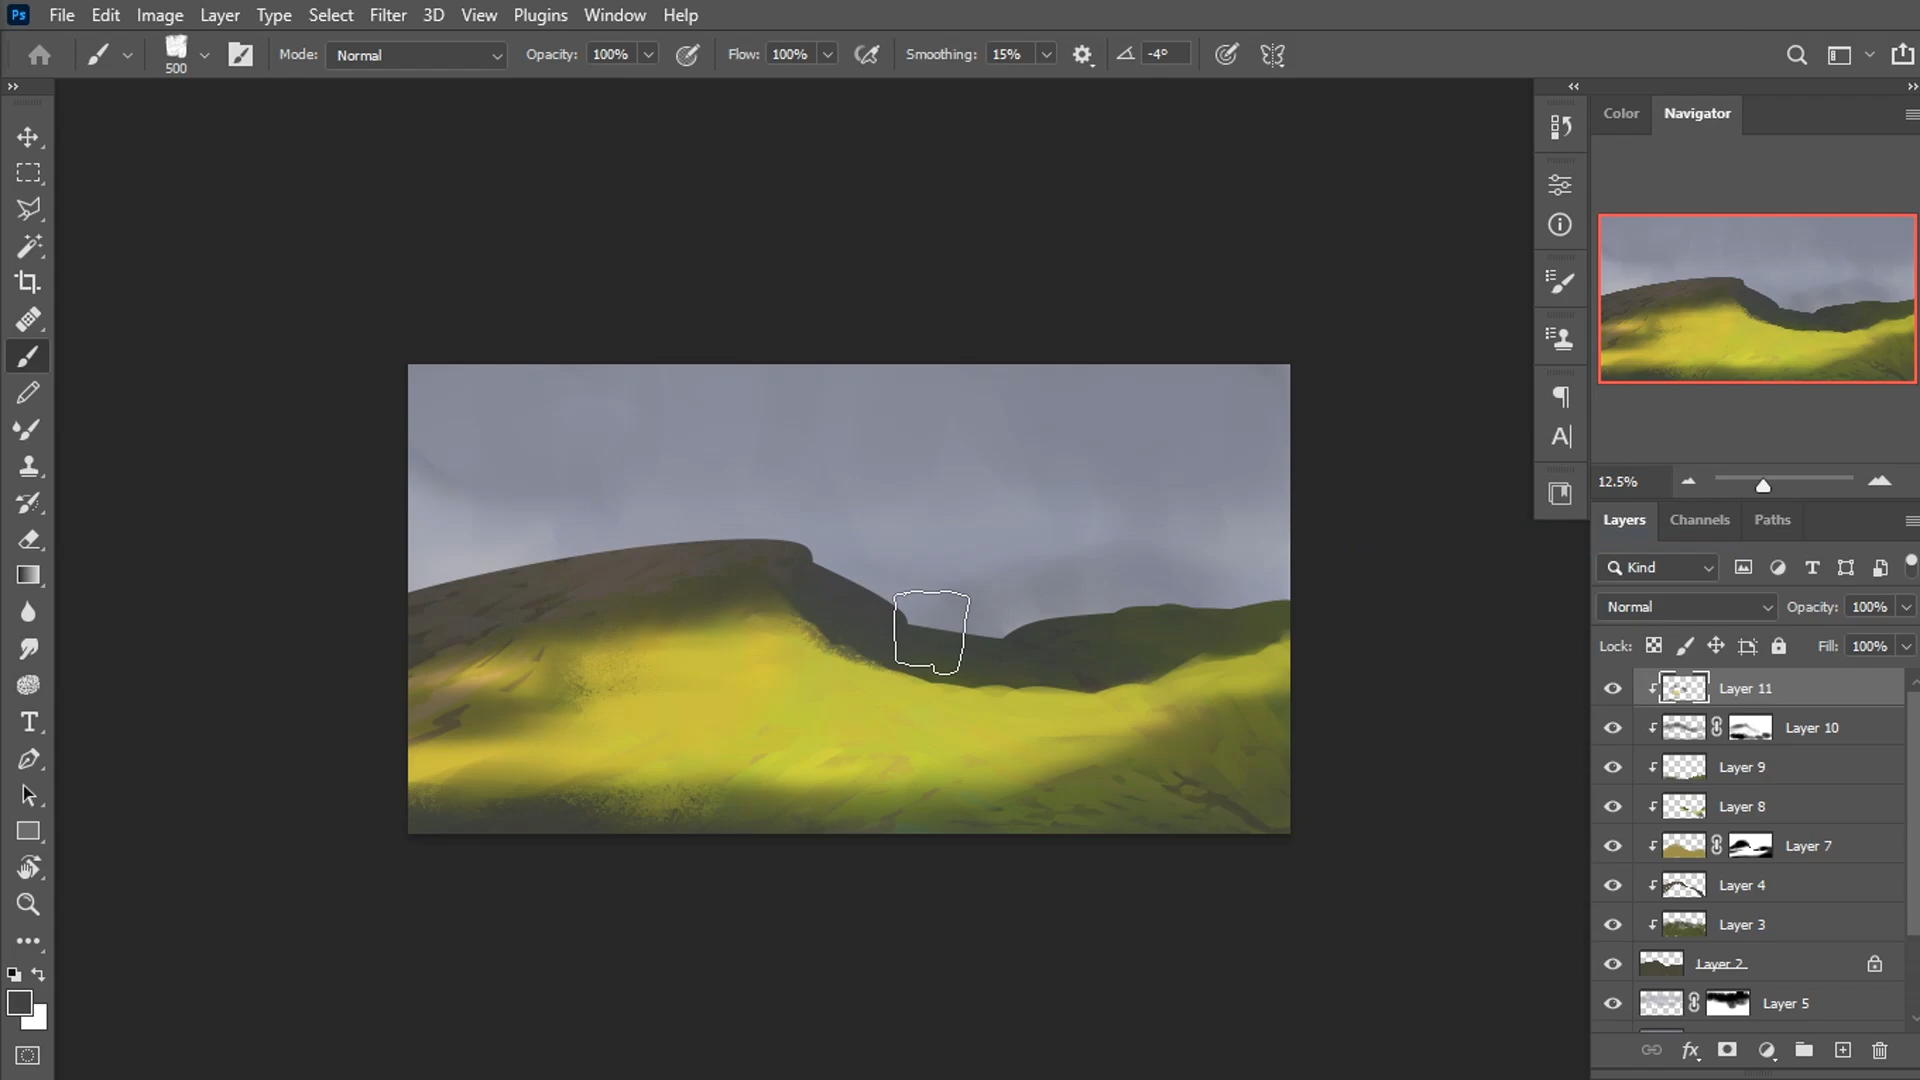 Ps File Edit Image Layer Type Select Filter 3D View Plugins Window Help
500 Mode: Normal Opacity: 100% Flow: 100% Smoothing: 15% -4°
Color Navigator
12.5%
Layers Channels Paths
Kind
Normal Opacity: 100%
Lock: Fill: 100%
Layer 11
Layer 10
Layer 9
Layer 8
Layer 7
Layer 4
Layer 3
Layer 2
Layer 5